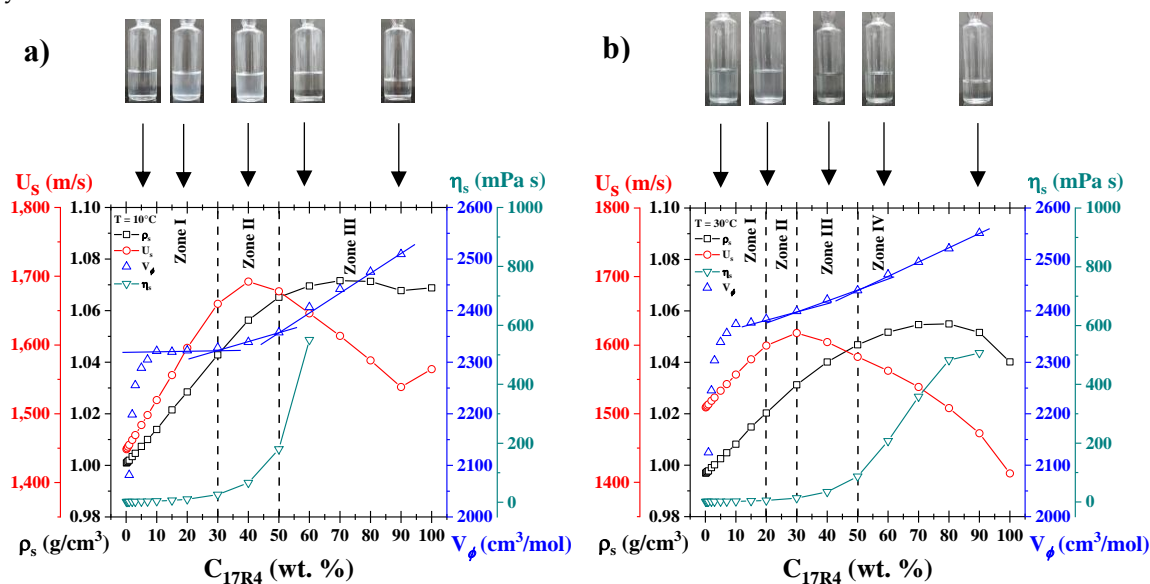 y
a)
U_S (m/s)
η_s (mPa s)
1,800
1,700
1,600
1,500
1,400
1.10
1.08
1.06
1.04
1.02
1.00
0.98
T = 10°C
ρ_s
U_s
V_ϕ
η_s
Zone I
Zone II
Zone III
2600
2500
2400
2300
2200
2100
2000
1000
800
600
400
200
0
0 10 20 30 40 50 60 70 80 90 100
ρ_s (g/cm³)
V_ϕ (cm³/mol)
C_17R4 (wt. %)
b)
U_S (m/s)
η_s (mPa s)
1800
1700
1600
1500
1400
1.10
1.08
1.06
1.04
1.02
1.00
0.98
T = 30°C
ρ_s
U_s
η_s
V_ϕ
Zone I
Zone II
Zone III
Zone IV
2600
2500
2400
2300
2200
2100
2000
1000
800
600
400
200
0
0 10 20 30 40 50 60 70 80 90 100
ρ_s (g/cm³)
V_ϕ (cm³/mol)
C_17R4 (wt. %)